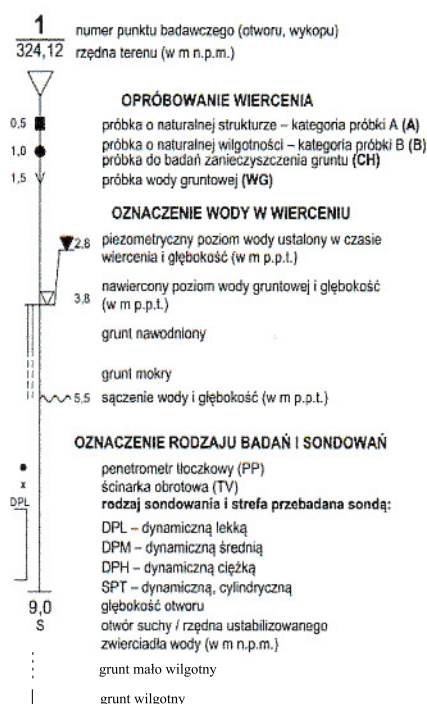 1 numer punktu badawczego (otworu, wykopu)
324,12 rzędna terenu (w m n.p.m.)
OPRÓBOWANIE WIERCENIA
0,5 próbka o naturalnej strukturze – kategoria próbki A (A)
1,0 próbka o naturalnej wilgotności – kategoria próbki B (B)
próbka do badań zanieczyszczenia gruntu (CH)
1,5 próbka wody gruntowej (WG)
OZNACZENIE WODY W WIERCENIU
2,8 piezometryczny poziom wody ustalony w czasie
wiercenia i głębokość (w m p.p.t.)
3,8 nawiercony poziom wody gruntowej i głębokość
(w m p.p.t.)
grunt nawodniony
grunt mokry
5,5 sączenie wody i głębokość (w m p.p.t.)
OZNACZENIE RODZAJU BADAŃ I SONDOWAŃ
penetrometr tłoczkowy (PP)
x ścinarka obrotowa (TV)
DPL rodzaj sondowania i strefa przebadana sondą:
DPL – dynamiczną lekką
DPM – dynamiczną średnią
DPH – dynamiczną ciężką
SPT – dynamiczną, cylindryczną
9,0 głębokość otworu
S otwór suchy / rzędna ustabilizowanego
zwierciadła wody (w m n.p.m.)
grunt mało wilgotny
grunt wilgotny